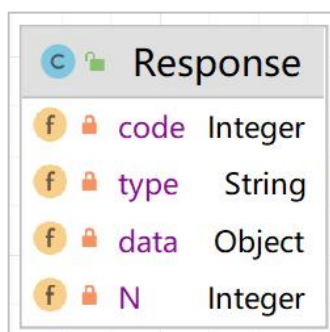 C Response
f code Integer
f type String
f data Object
f N Integer